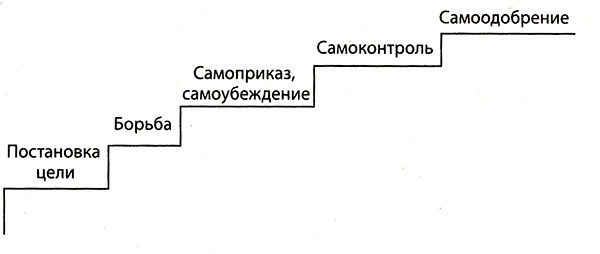 Самоодобрение
Самоконтроль
Самоприказ,
самоубеждение
Борьба
Постановка
цели